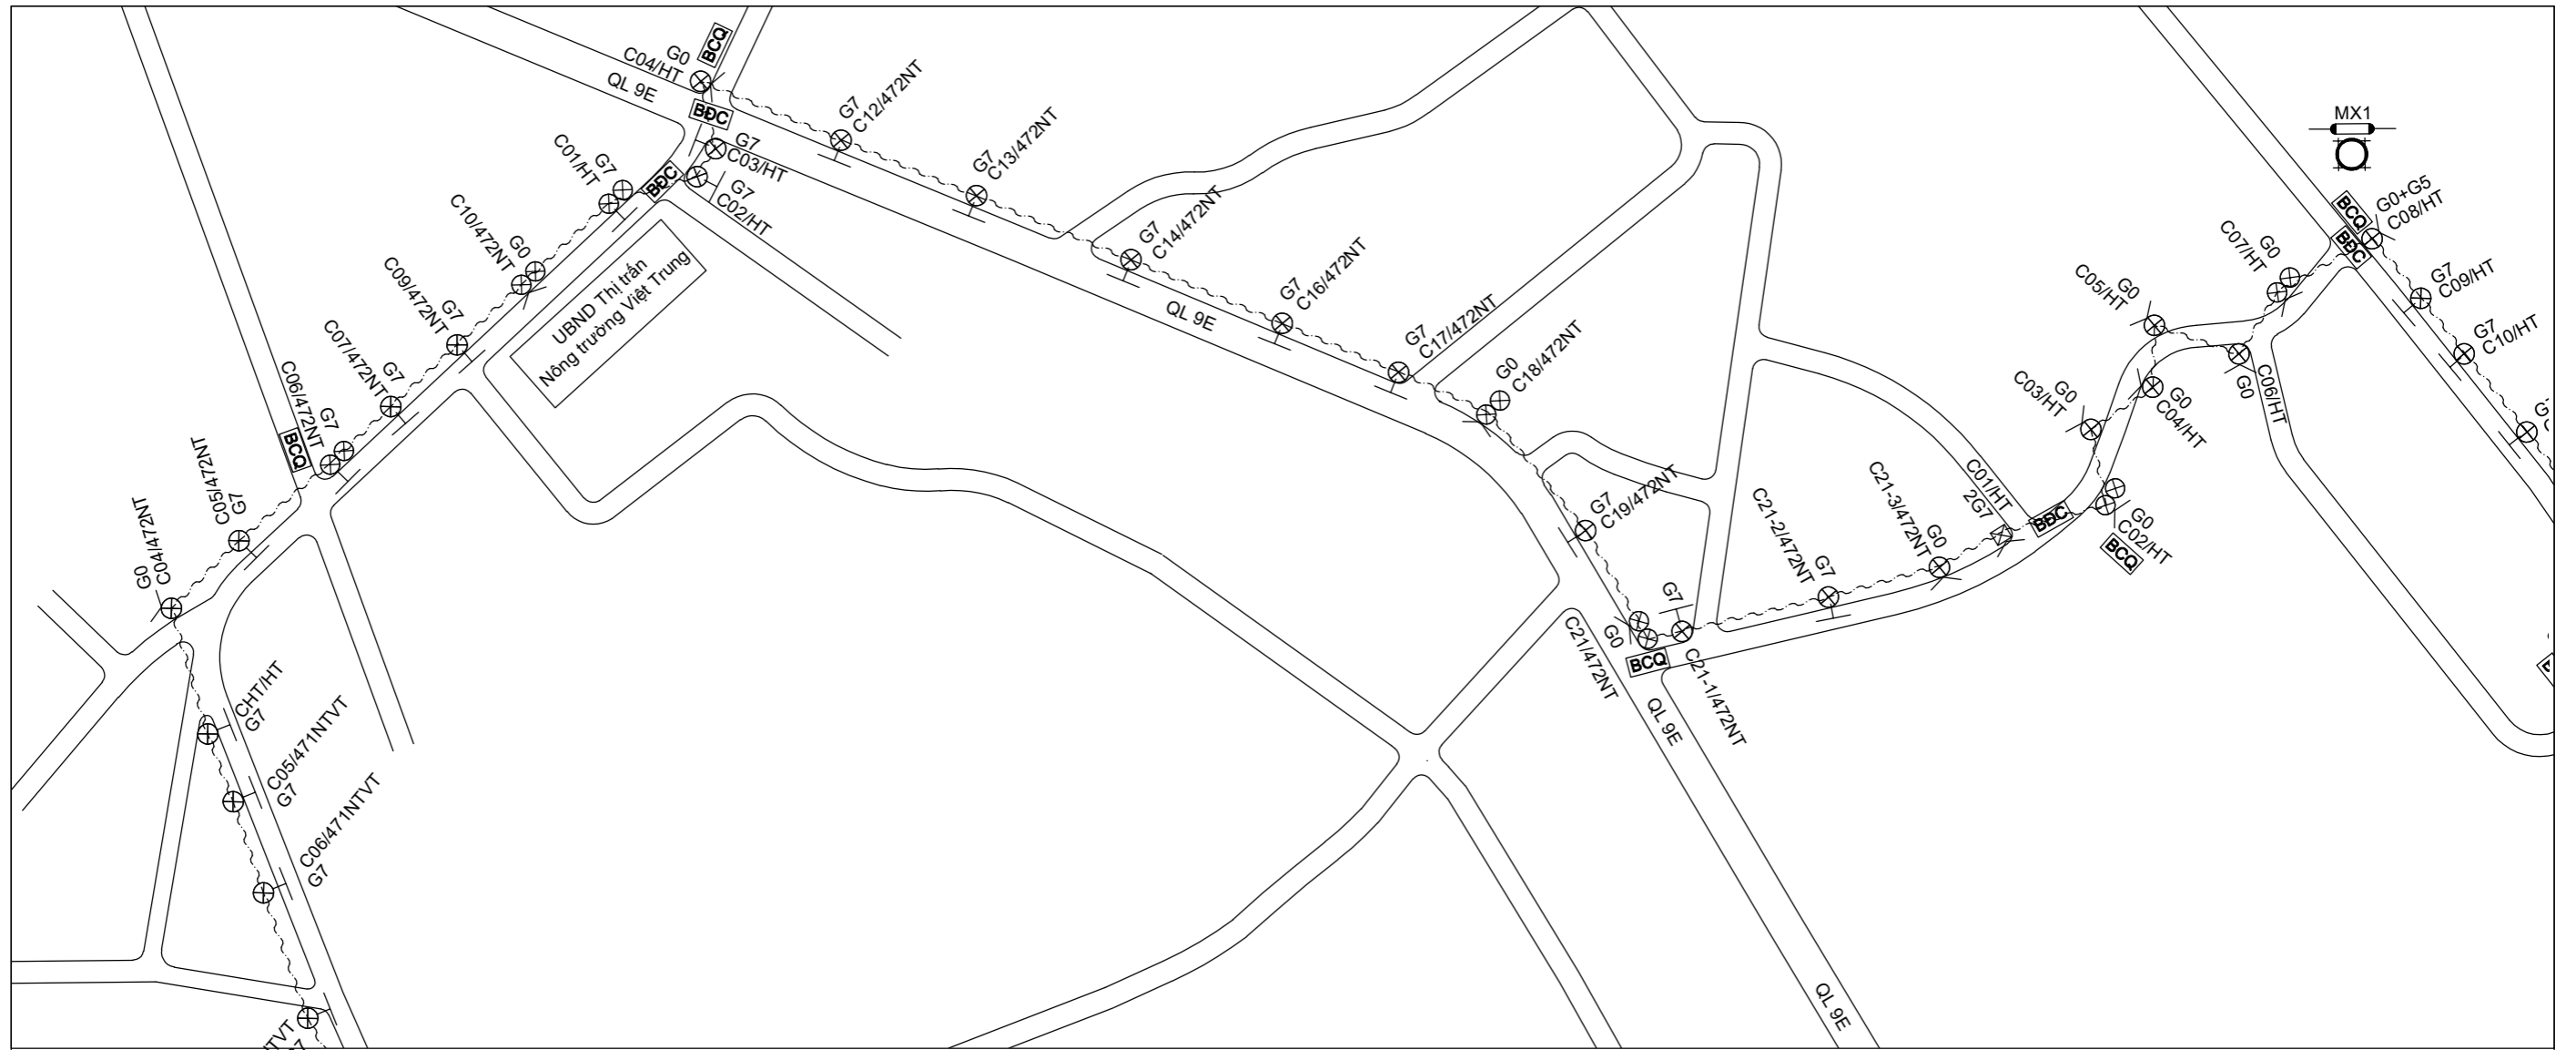 BCQ
G0
C04/HT
QL 9E
BĐC
G7
C12/472NT
G7
C03/HT
G7
C13/472NT
G7
C01/HT
BĐC
G7
C02/HT
G7
C14/472NT
G0
C10/472NT
UBND Thị trấn
Nông trường Việt Trung
G7
C09/472NT
G7
C07/472NT
G7
C16/472NT
QL 9E
G7
C17/472NT
G0
C18/472NT
G7
C06/472NT
BCQ
C05/472NT
G7
C04/472NT
G0
CHT/HT
G7
C05/471NTVT
G7
C06/471NTVT
G7
G7
C19/472NT
G0
C21/472NT
BCQ
G7
C21-1/472NT
QL 9E
QL 9E
G7
C21-2/472NT
G0
C21-3/472NT
C01/HT
2G7
BĐC
G0
C02/HT
BCQ
G0
C03/HT
G0
C04/HT
G0
C05/HT
C06/HT
G0
G0
C07/HT
MX1
BCQ
BĐC
G0+G5
C08/HT
G7
C09/HT
G7
C10/HT